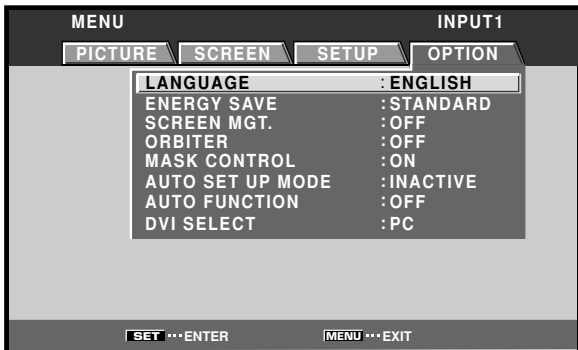 MENU INPUT1
PICTURE SCREEN SETUP OPTION
LANGUAGE : ENGLISH
ENERGY SAVE : STANDARD
SCREEN MGT. : OFF
ORBITER : OFF
MASK CONTROL : ON
AUTO SET UP MODE : INACTIVE
AUTO FUNCTION : OFF
DVI SELECT : PC
SET ··· ENTER MENU ··· EXIT